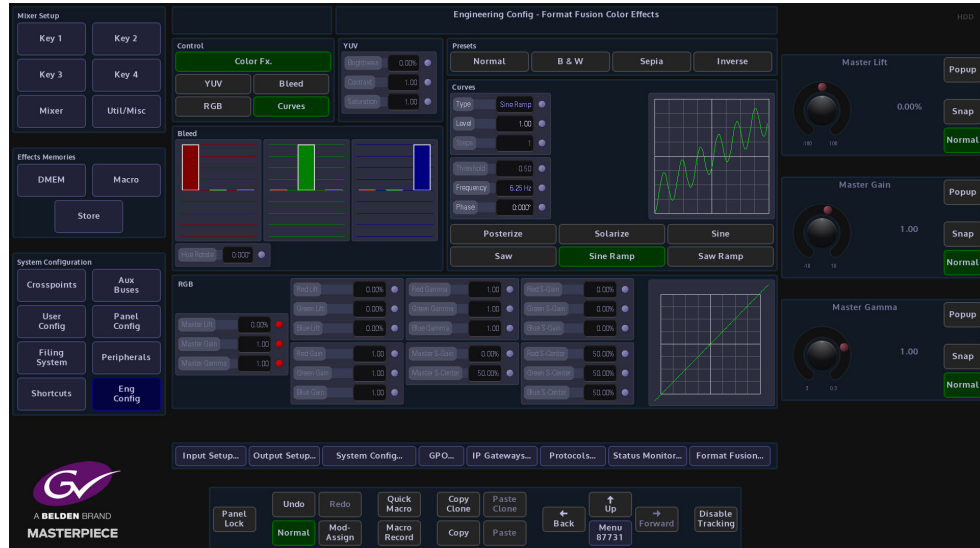 Mixer Setup
Engineering Config - Format Fusion Color Effects
HDD
Key 1
Key 2
Key 3
Key 4
Mixer
Util/Misc
Control
Color Fx.
YUV
Bleed
RGB
Curves
YUV
Brightness 0.00%
Contrast 1.00
Saturation 1.00
Presets
Normal
B & W
Sepia
Inverse
Curves
Type Sine Ramp
Level 1.00
Steps 1
Threshold 0.50
Frequency 6.25 Hz
Phase 0.000°
Posterize
Solarize
Sine
Saw
Sine Ramp
Saw Ramp
Bleed
Hue Rotate 0.000°
Effects Memories
DMEM
Macro
Store
System Configuration
Crosspoints
Aux
Buses
User
Config
Panel
Config
Filing
System
Peripherals
Shortcuts
Eng
Config
RGB
Master Lift 0.00%
Master Gain 1.00
Master Gamma 1.00
Red Lift 0.00%
Green Lift 0.00%
Blue Lift 0.00%
Red Gain 1.00
Green Gain 1.00
Blue Gain 1.00
Red Gamma 1.00
Green Gamma 1.00
Blue Gamma 1.00
Master S-Gain 0.00%
Master S-Center 50.00%
Red S-Gain 0.00%
Green S-Gain 0.00%
Blue S-Gain 0.00%
Red S-Center 50.00%
Green S-Center 50.00%
Blue S-Center 50.00%
Master Lift
0.00%
-100 100
Popup
Snap
Normal
Master Gain
1.00
-10 10
Popup
Snap
Normal
Master Gamma
1.00
3 0.2
Popup
Snap
Normal
Input Setup...
Output Setup...
System Config...
GPO...
IP Gateways...
Protocols...
Status Monitor...
Format Fusion...
GV
A BELDEN BRAND
MASTERPIECE
Panel
Lock
Undo
Redo
Normal
Mod-
Assign
Quick
Macro
Macro
Record
Copy
Clone
Paste
Clone
Copy
Paste
← Back
↑ Up
Menu
87731
→ Forward
Disable
Tracking